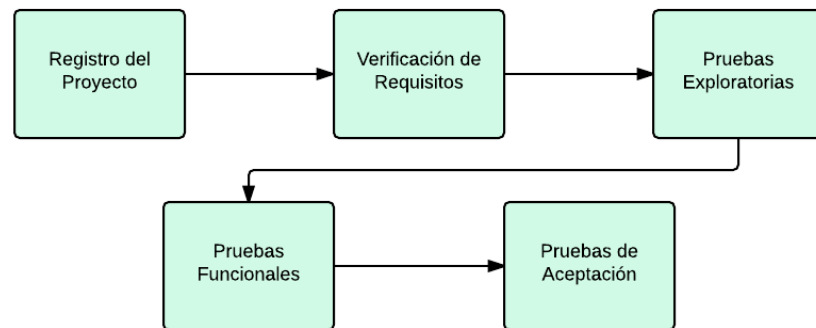 Registro del
Proyecto
Verificación de
Requisitos
Pruebas
Exploratorias
Pruebas
Funcionales
Pruebas de
Aceptación